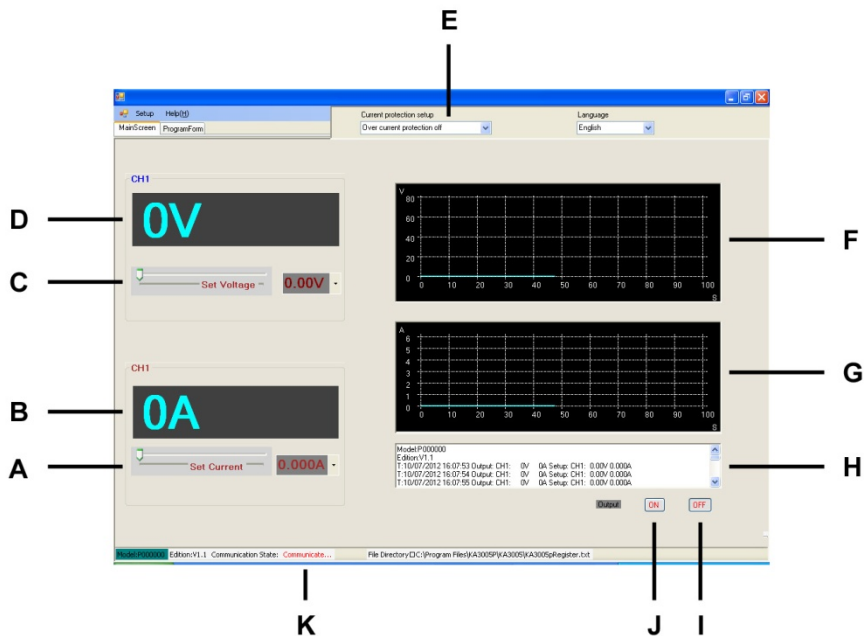 E
Setup Help(H) Current protection setup Language
MainScreen ProgramForm Over current protection off English
CH1
D 0V
C Set Voltage 0.00V
V
80
60
40
20
0
0 10 20 30 40 50 60 70 80 90 100
S
F
CH1
B 0A
A Set Current 0.000A
A
6
5
4
3
2
1
0
0 10 20 30 40 50 60 70 80 90 100
S
G
Model:P000000
Edition:V1.1
T:10/07/2012 16:07:53 Output: CH1: 0V 0A Setup: CH1: 0.00V 0.000A
T:10/07/2012 16:07:54 Output: CH1: 0V 0A Setup: CH1: 0.00V 0.000A
T:10/07/2012 16:07:55 Output: CH1: 0V 0A Setup: CH1: 0.00V 0.000A
H
Output ON OFF
Model:P000000 Edition:V1.1 Communication State: Communicate... File Directory□C:\Program Files\KA3005P\KA3005\KA3005pRegister.txt
K J I